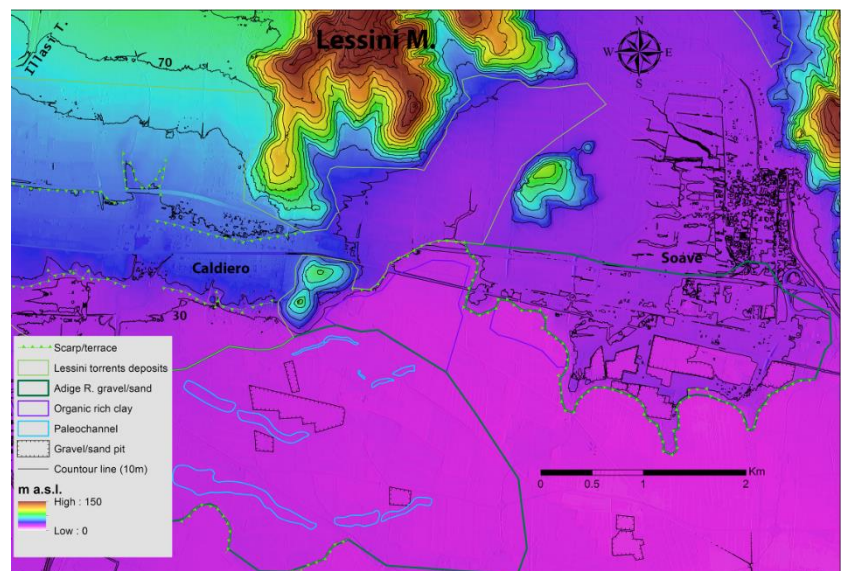 Lessini M.
Illasi T.
70
N
W E
S
Caldiero
Soave
30
Scarp/terrace
Lessini torrents deposits
Adige R. gravel/sand
Organic rich clay
Paleochannel
Gravel/sand pit
Countour line (10m)
m a.s.l.
High : 150
Low : 0
Km
0 0.5 1 2